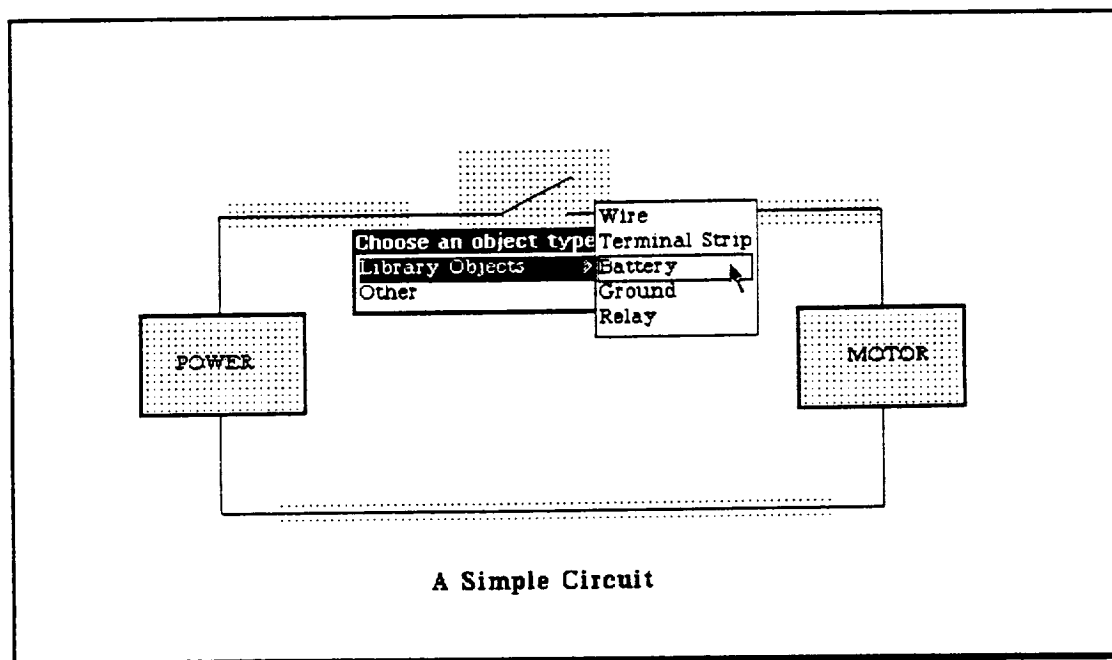 Wire
Choose an object type
Terminal Strip
Library Objects
Battery
Other
Ground
Relay
POWER
MOTOR
A Simple Circuit